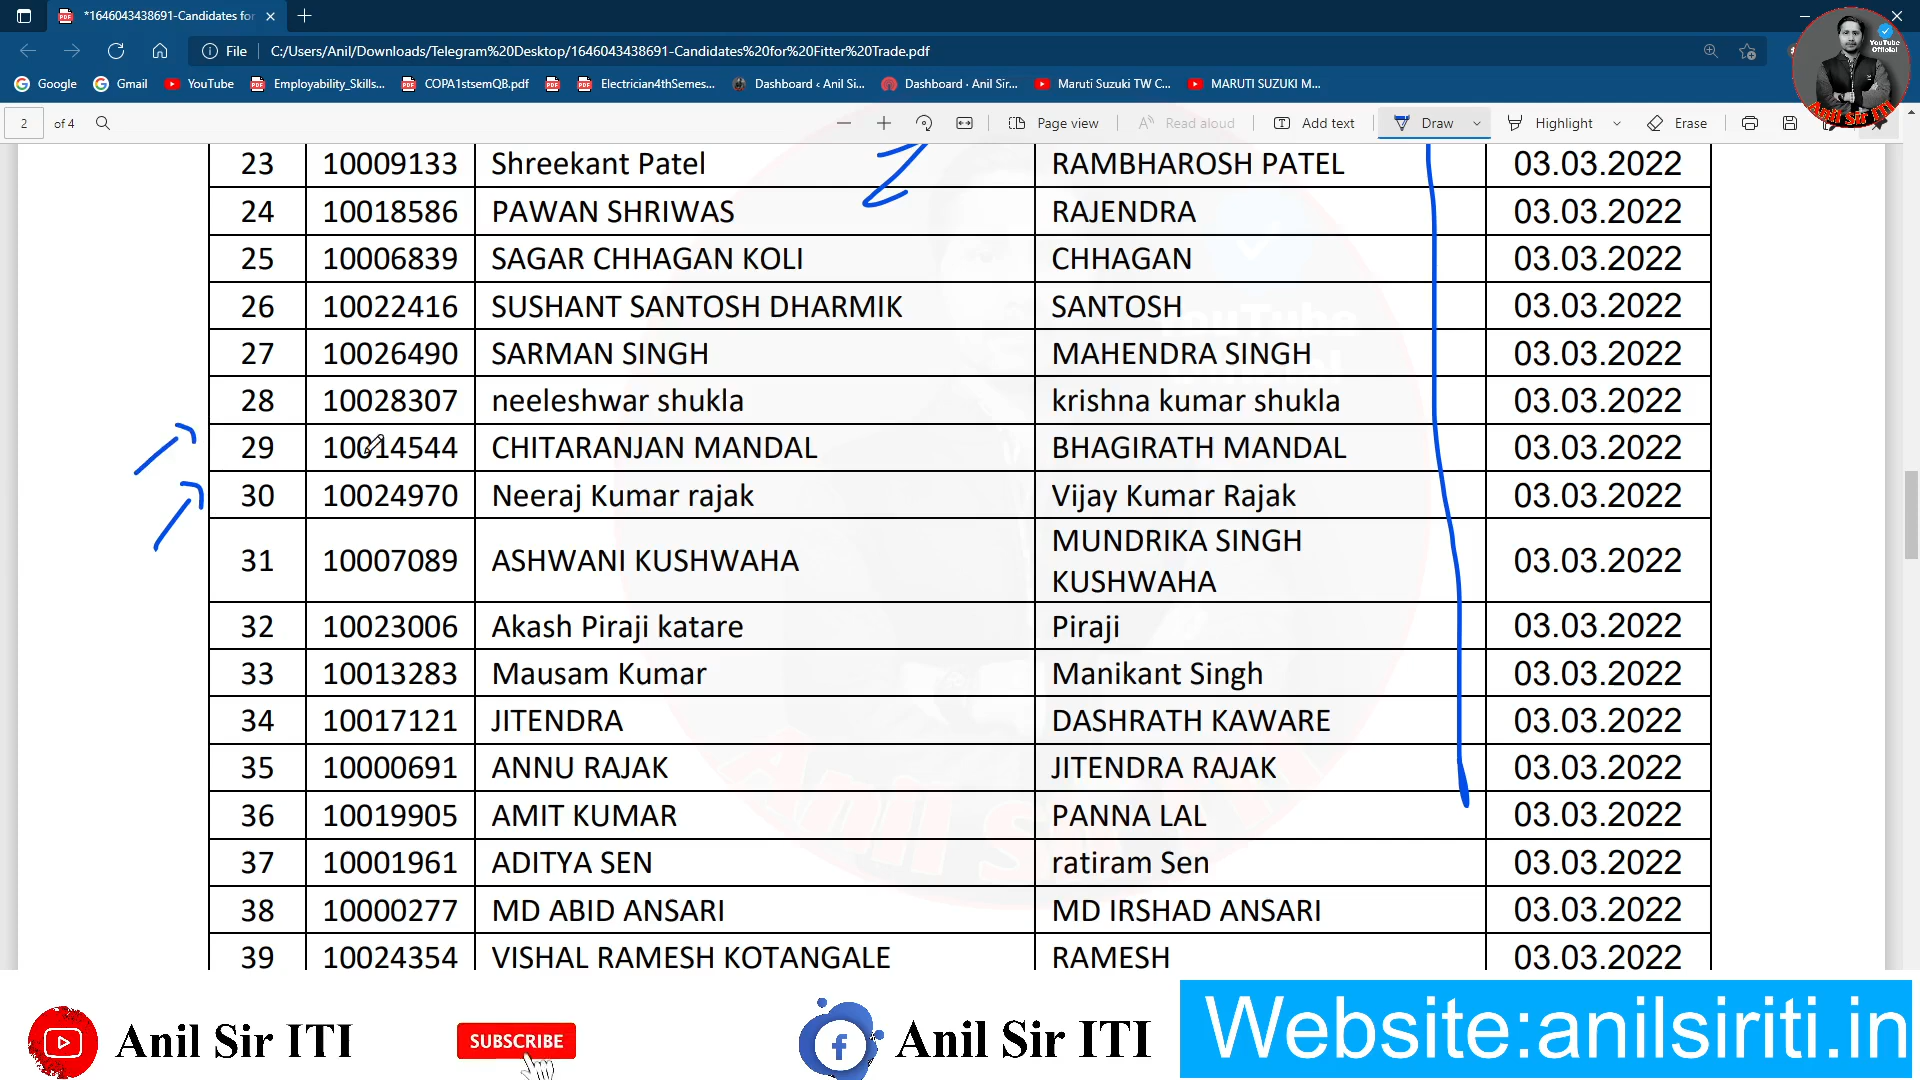 *1646043438691-Candidates for
File C:/Users/Anil/Downloads/Telegram%20Desktop/1646043438691-Candidates%20for%20Fitter%20Trade.pdf
Google Gmail YouTube Employability_Skills... COPA1stsemQB.pdf Electrician4thSemes... Dashboard ‹ Anil Si... Dashboard · Anil Sir... Maruti Suzuki TW C... MARUTI SUZUKI M...
YouTube
Official
Anil Sir ITI
2 of 4 Page view Read aloud Add text Draw Highlight Erase
23 10009133 Shreekant Patel RAMBHAROSH PATEL 03.03.2022
24 10018586 PAWAN SHRIWAS RAJENDRA 03.03.2022
25 10006839 SAGAR CHHAGAN KOLI CHHAGAN 03.03.2022
26 10022416 SUSHANT SANTOSH DHARMIK SANTOSH 03.03.2022
27 10026490 SARMAN SINGH MAHENDRA SINGH 03.03.2022
28 10028307 neeleshwar shukla krishna kumar shukla 03.03.2022
29 10014544 CHITARANJAN MANDAL BHAGIRATH MANDAL 03.03.2022
30 10024970 Neeraj Kumar rajak Vijay Kumar Rajak 03.03.2022
31 10007089 ASHWANI KUSHWAHA MUNDRIKA SINGH KUSHWAHA 03.03.2022
32 10023006 Akash Piraji katare Piraji 03.03.2022
33 10013283 Mausam Kumar Manikant Singh 03.03.2022
34 10017121 JITENDRA DASHRATH KAWARE 03.03.2022
35 10000691 ANNU RAJAK JITENDRA RAJAK 03.03.2022
36 10019905 AMIT KUMAR PANNA LAL 03.03.2022
37 10001961 ADITYA SEN ratiram Sen 03.03.2022
38 10000277 MD ABID ANSARI MD IRSHAD ANSARI 03.03.2022
39 10024354 VISHAL RAMESH KOTANGALE RAMESH 03.03.2022
Anil Sir ITI SUBSCRIBE Anil Sir ITI Website:anilsiriti.in